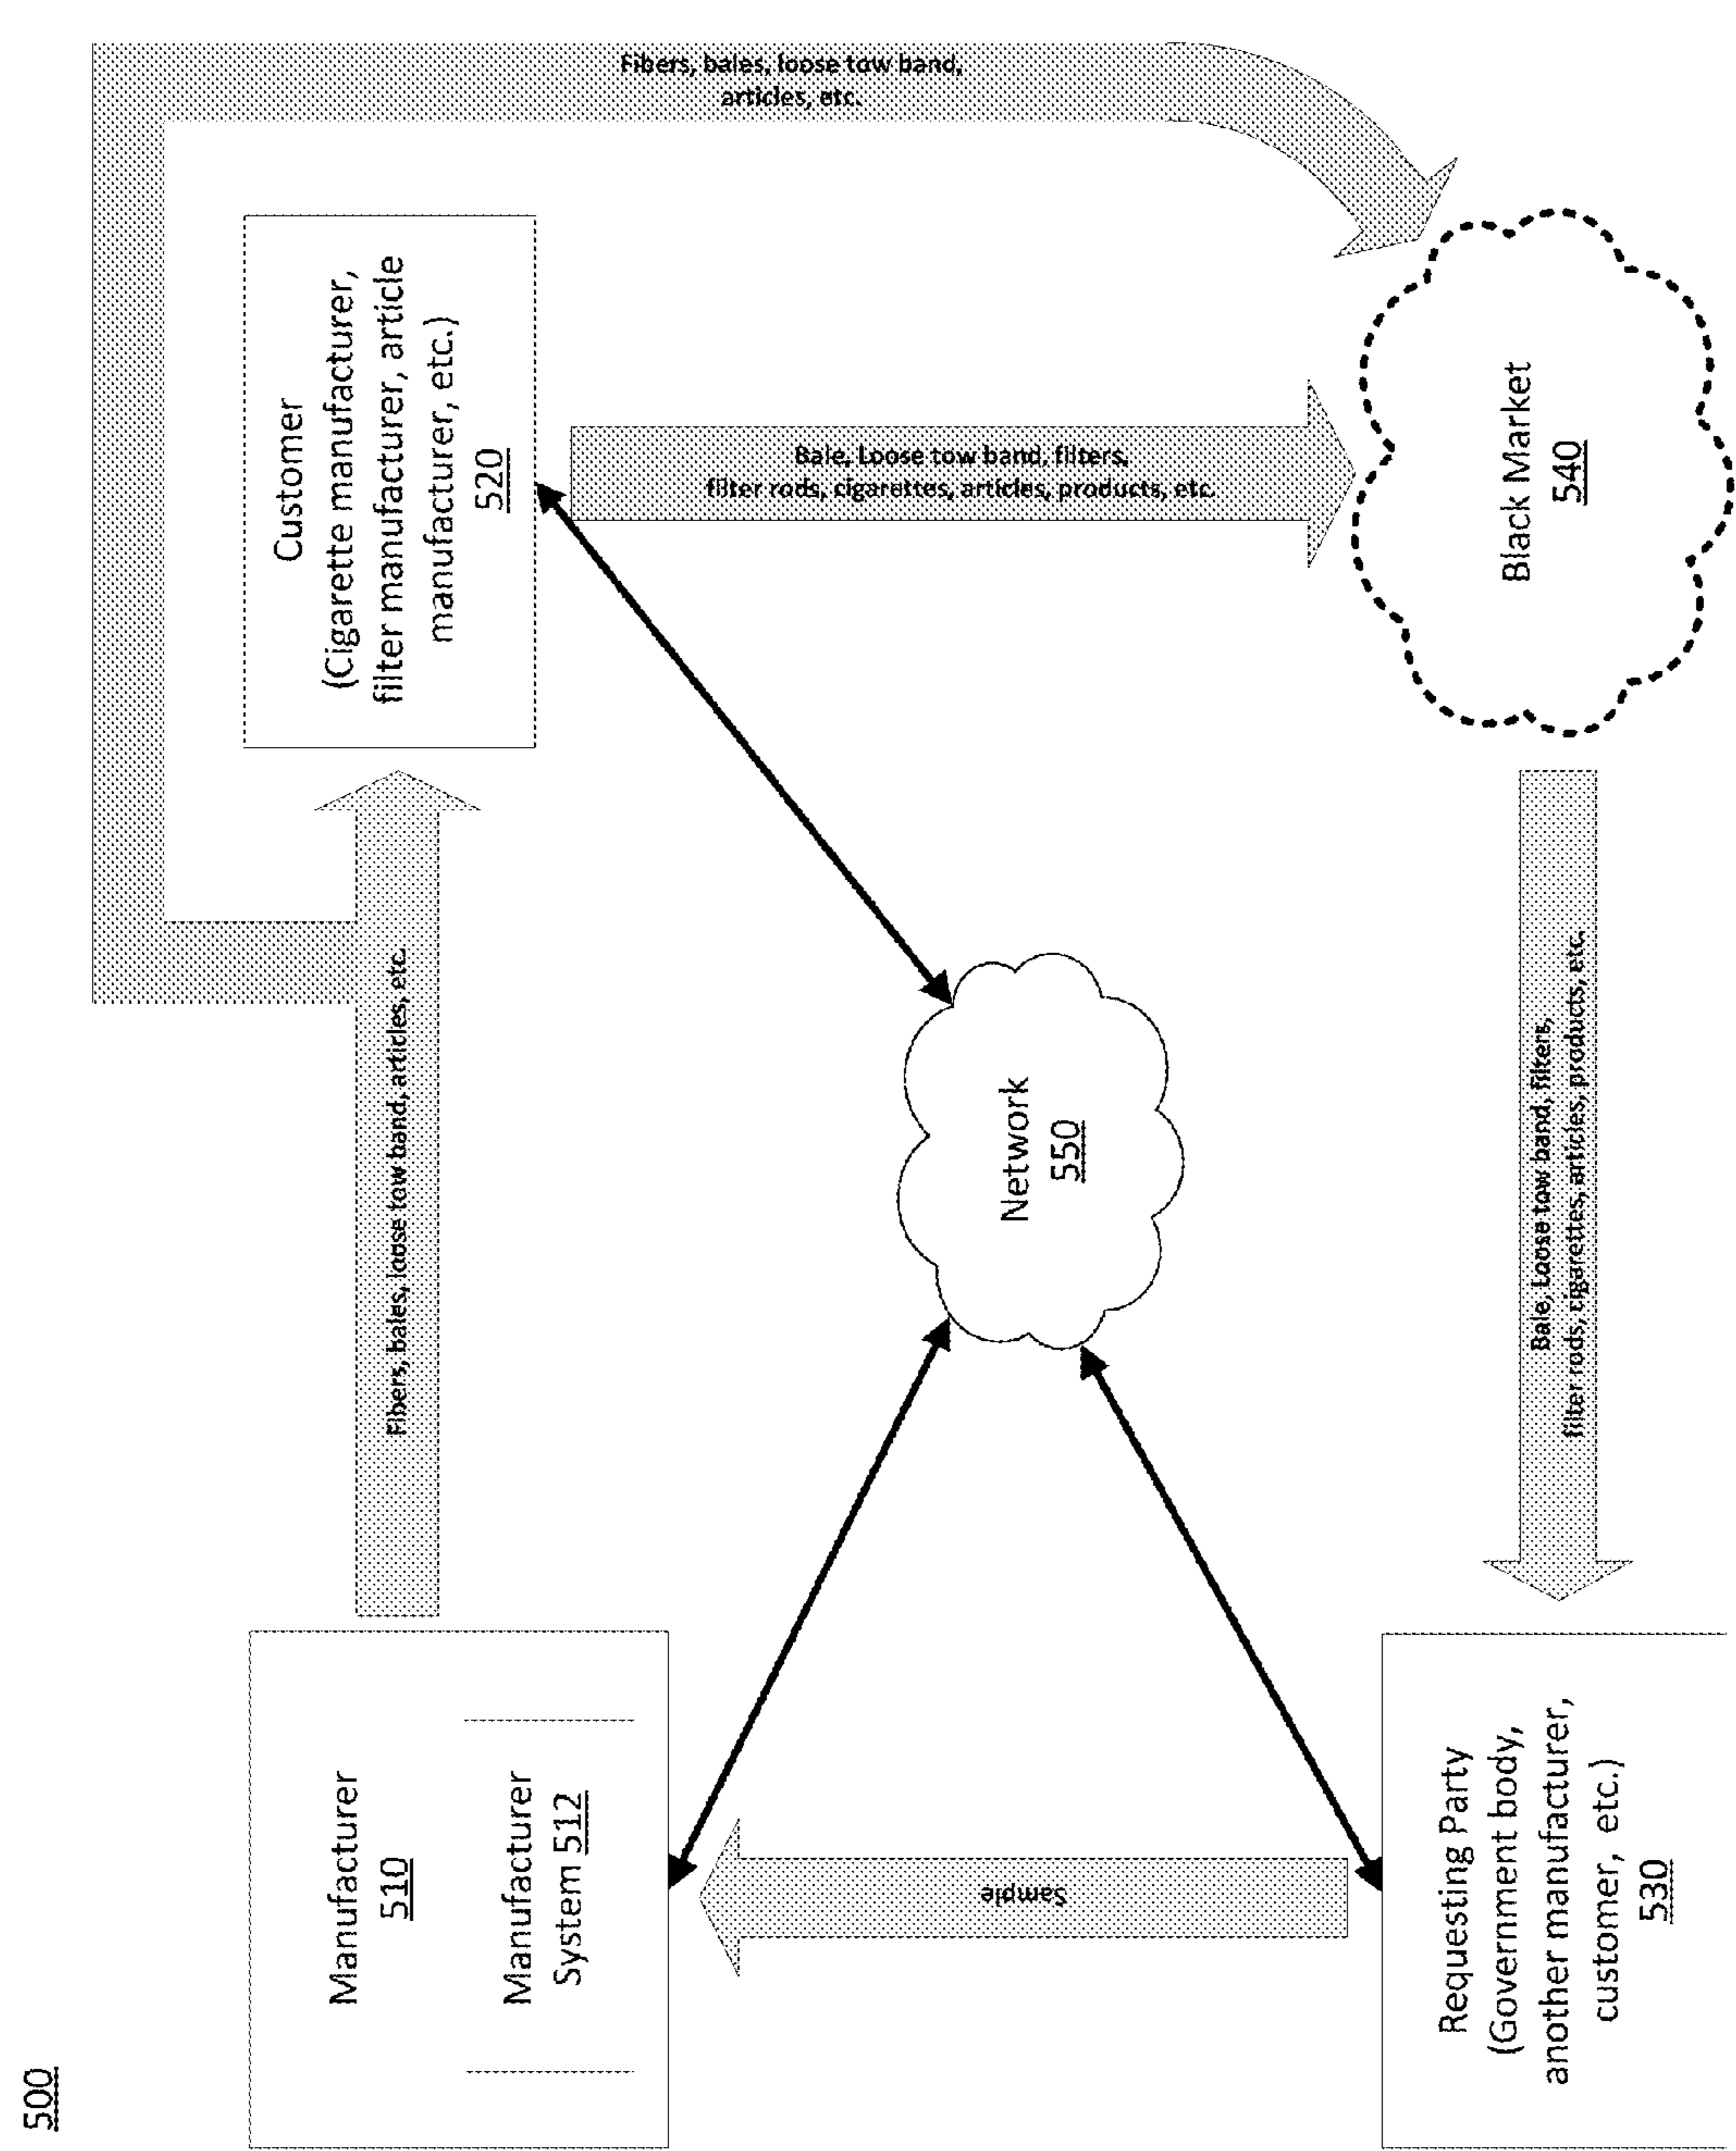 500
Manufacturer
510
Manufacturer
System 512
Fibers, bales, loose tow band, articles, etc.
Customer
(Cigarette manufacturer,
filter manufacturer, article
manufacturer, etc.)
520
Fibers, bales, loose tow band,
articles, etc.
Bale, Loose tow band, filters,
filter rods, cigarettes, articles, products, etc.
Network
550
Sample
Requesting Party
(Government body,
another manufacturer,
customer, etc.)
530
Bale, Loose tow band, filters,
filter rods, cigarettes, articles, products, etc.
Black Market
540